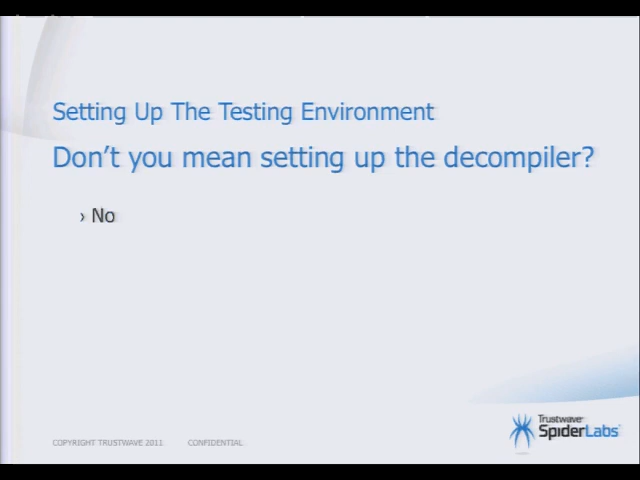 Setting Up The Testing Environment
Don't you mean setting up the decompiler?
› No
COPYRIGHT TRUSTWAVE 2011 CONFIDENTIAL
Trustwave®
SpiderLabs®